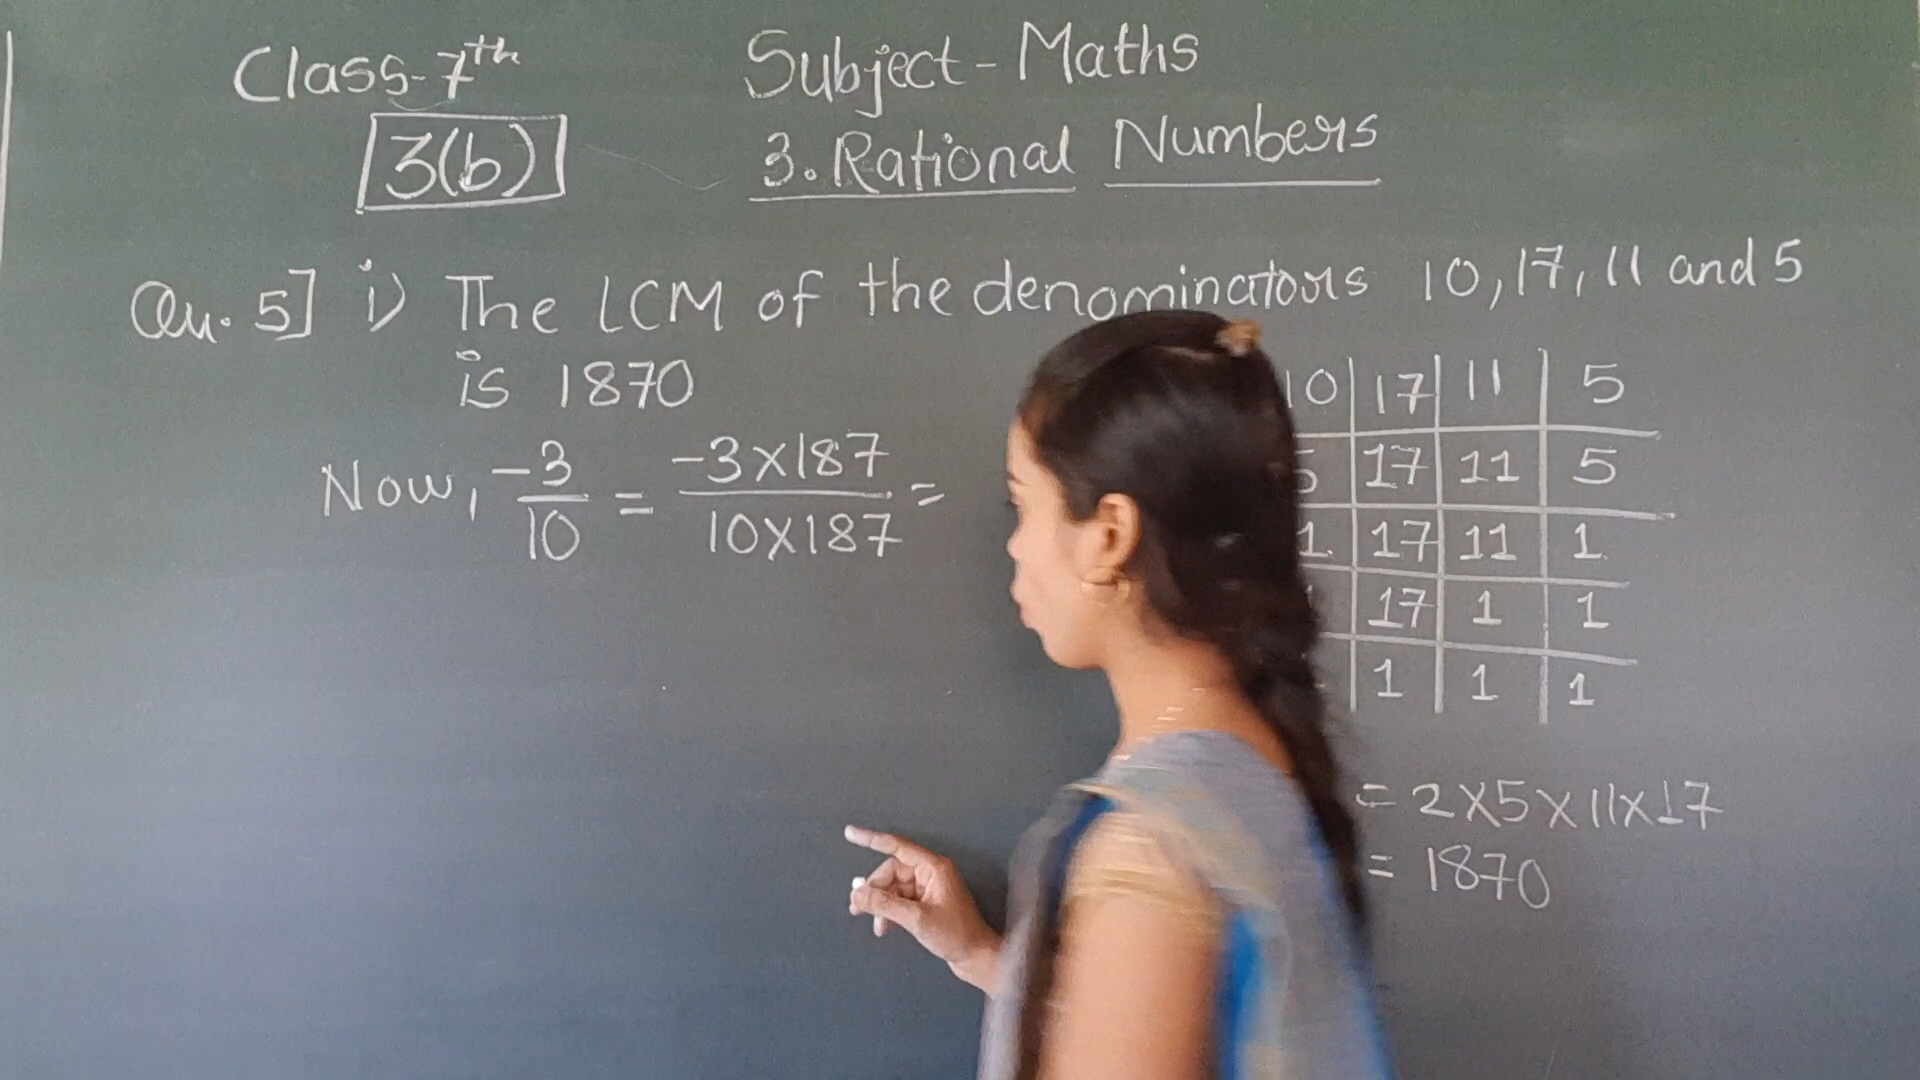 Class-7th Subject-Maths
3(b) 3. Rational Numbers
Qu. 5] i) The LCM of the denominators 10, 17, 11 and 5
is 1870
10 | 17 | 11 | 5
5 | 17 | 11 | 5
1 | 17 | 11 | 1
17 | 1 | 1
1 | 1 | 1
Now, -3/10 = -3×187/10×187 =
= 2×5×11×17
= 1870